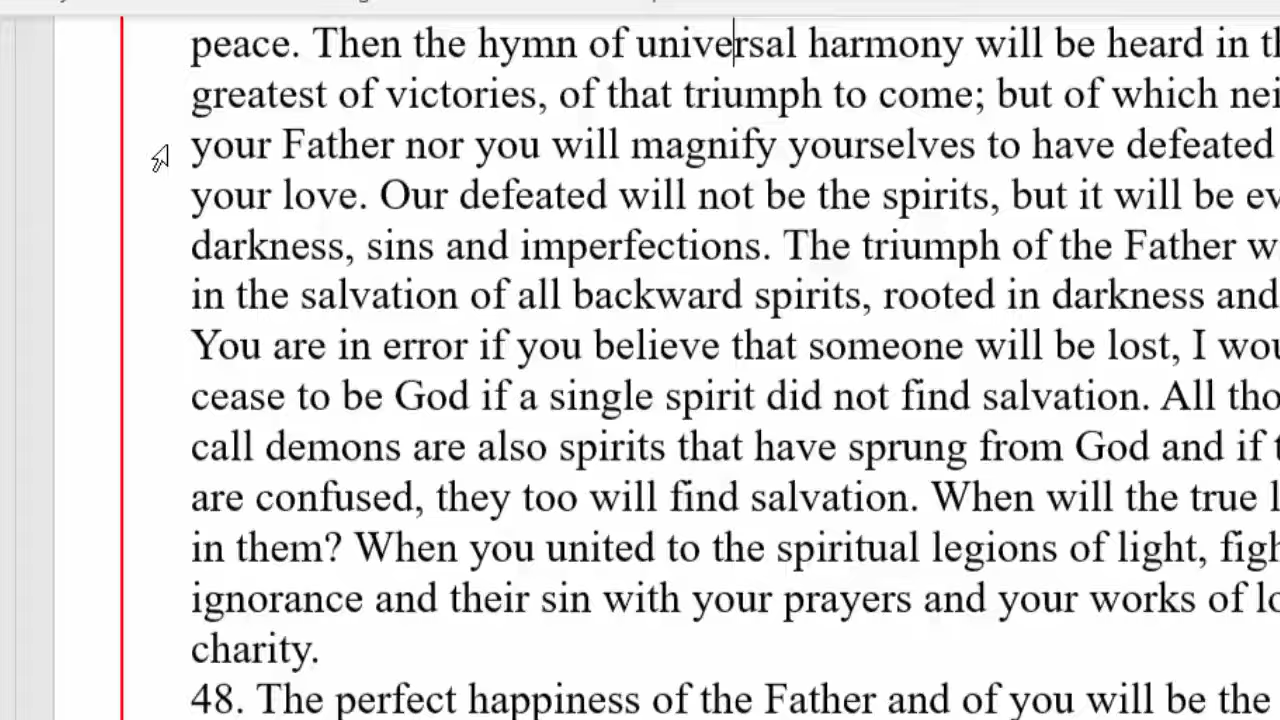 peace. Then the hymn of universal harmony will be heard in
greatest of victories, of that triumph to come; but of which
your Father nor you will magnify yourselves to have defeated
your love. Our defeated will not be the spirits, but it will be
darkness, sins and imperfections. The triumph of the Father
in the salvation of all backward spirits, rooted in darkness and
You are in error if you believe that someone will be lost, I
cease to be God if a single spirit did not find salvation. All
call demons are also spirits that have sprung from God and if
are confused, they too will find salvation. When will the true
in them? When you united to the spiritual legions of light,
ignorance and their sin with your prayers and your works of
charity.
48. The perfect happiness of the Father and of you will be the